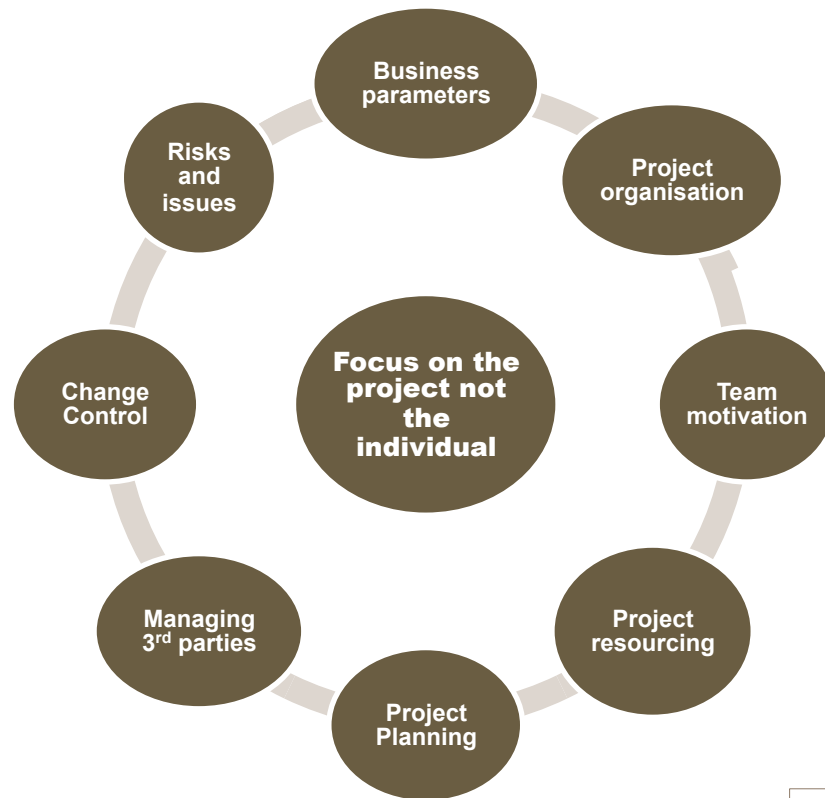 Business
parameters
Project
organisation
Team
motivation
Project
resourcing
Project
Planning
Managing
3rd parties
Change
Control
Risks
and
issues
Focus on the
project not
the
individual